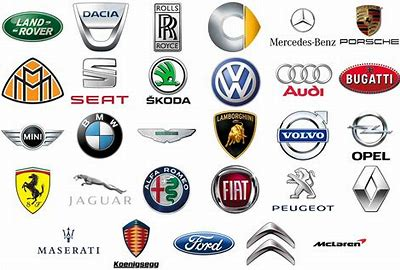 LAND-
ROVER
DACIA
ROLLS
RR
ROYCE
Mercedes-Benz
PORSCHE
SEAT
ŠKODA
Audi
BUGATTI
MINI
BMW
LAMBORGHINI
VOLVO
OPEL
JAGUAR
ALFA ROMEO
FIAT
PEUGEOT
MASERATI
Koenigsegg
Ford
McLaren